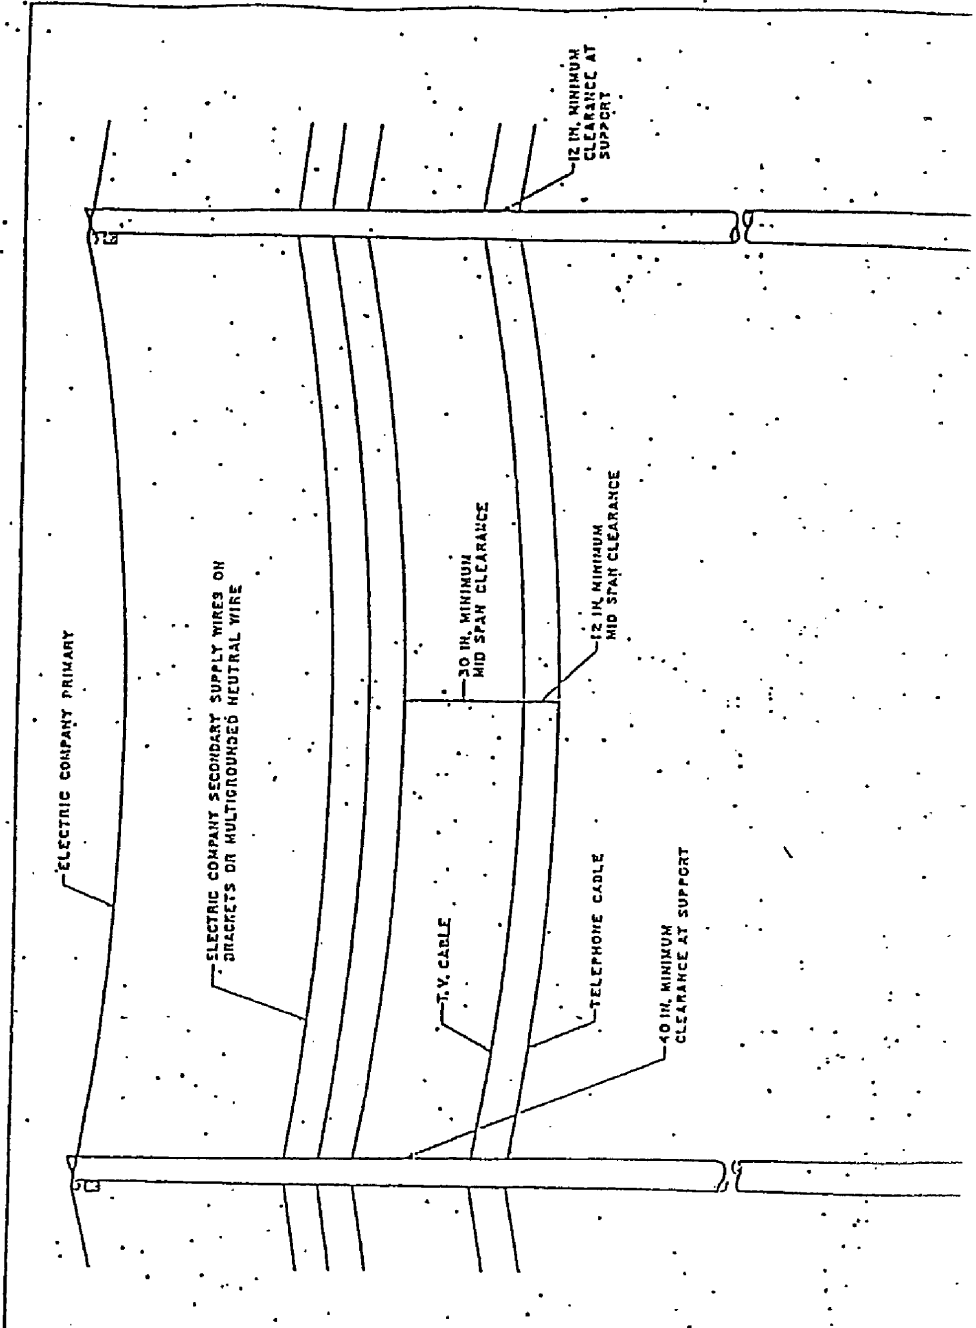 ELECTRIC COMPANY PRIMARY
ELECTRIC COMPANY SECONDARY SUPPLY WIRES ON
BRACKETS OR MULTIGROUNDED NEUTRAL WIRE
T.V. CABLE
30 IN. MINIMUM
MID SPAN CLEARANCE
12 IN. MINIMUM
CLEARANCE AT
SUPPORT
TELEPHONE CABLE
12 IN. MINIMUM
MID SPAN CLEARANCE
40 IN. MINIMUM
CLEARANCE AT SUPPORT